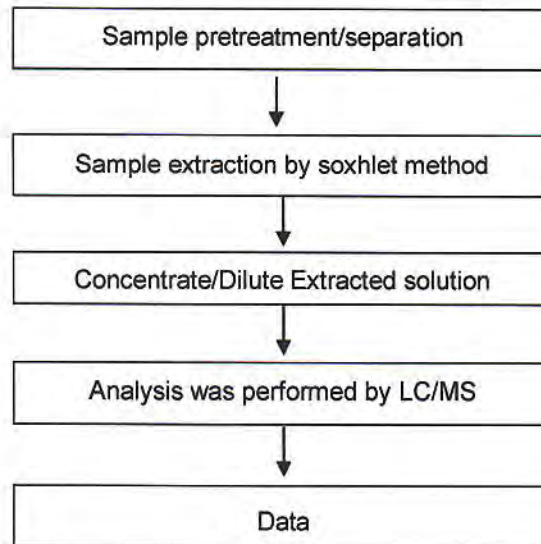 Sample pretreatment/separation
Sample extraction by soxhlet method
Concentrate/Dilute Extracted solution
Analysis was performed by LC/MS
Data